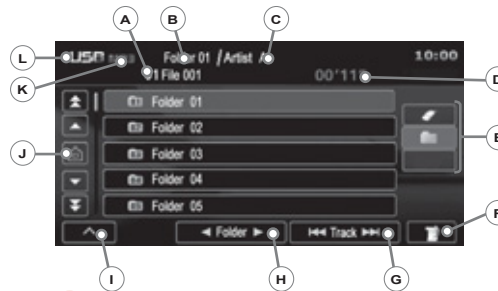 A B C
L USB 10:00
Folder 01 / Artist /
01 File 001 00'11"
K D
Folder 01
Folder 02
E
J Folder 03
Folder 04
Folder 05
F
Folder Track
I H G